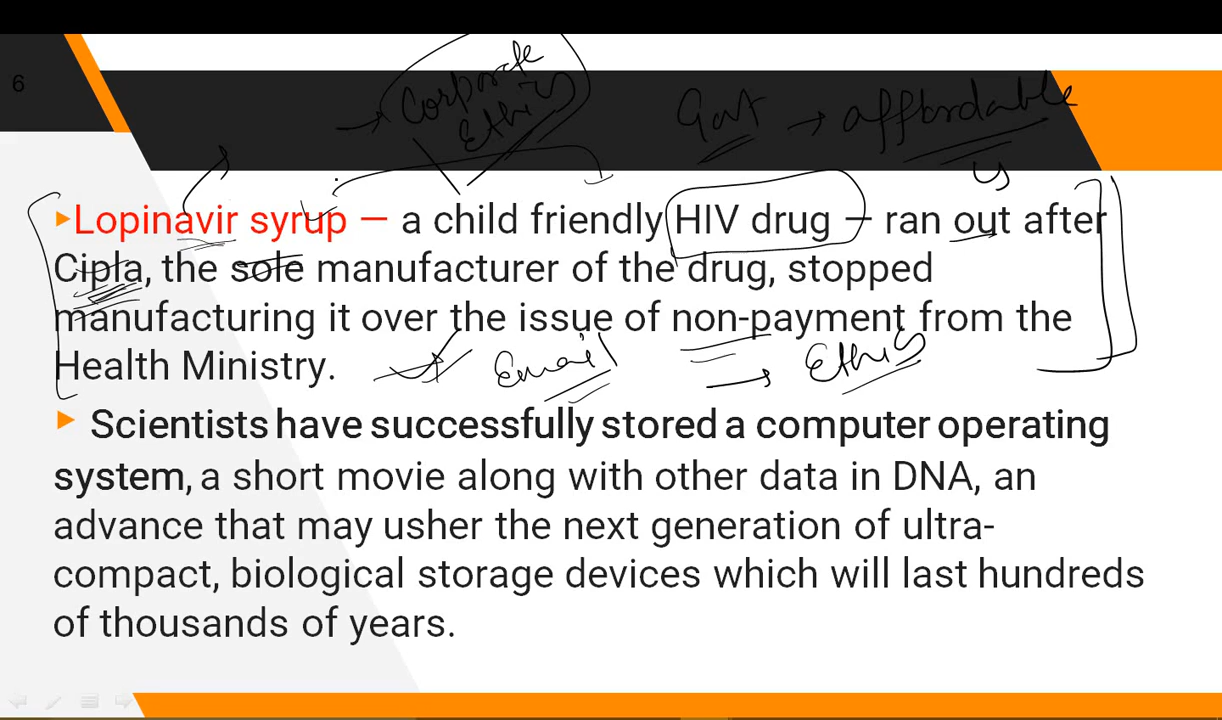 6
→ Corporate
Ethics
Govt → affordable
▸Lopinavir syrup — a child friendly HIV drug — ran out after
Cipla, the sole manufacturer of the drug, stopped
manufacturing it over the issue of non-payment from the
Health Ministry.
Email → Ethics
▸ Scientists have successfully stored a computer operating
system, a short movie along with other data in DNA, an
advance that may usher the next generation of ultra-
compact, biological storage devices which will last hundreds
of thousands of years.